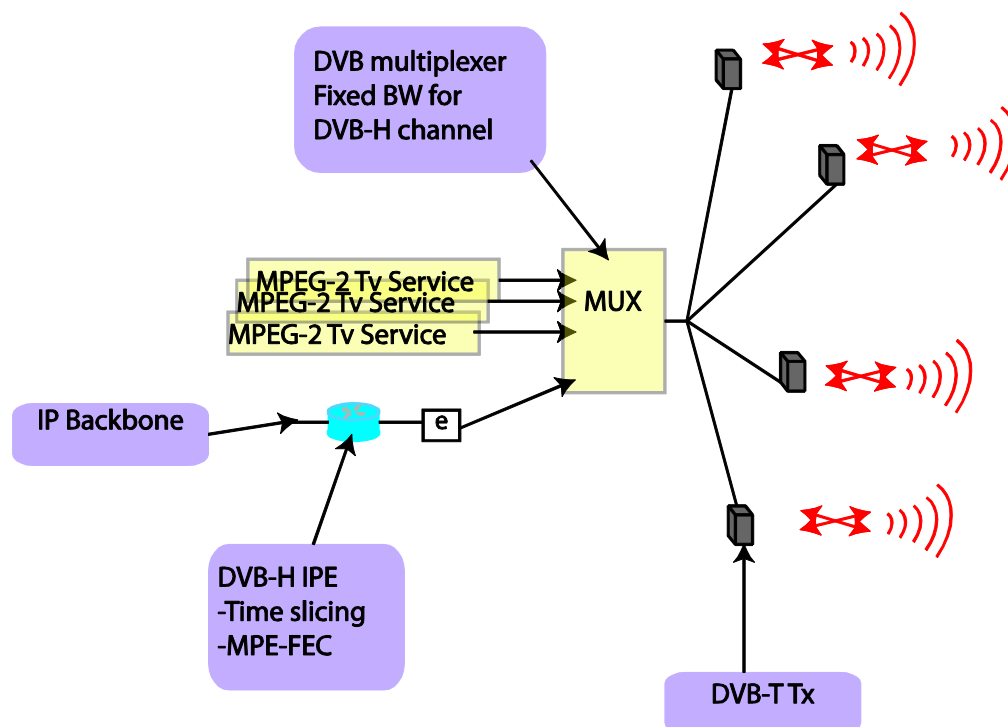 DVB multiplexer
Fixed BW for
DVB-H channel
MPEG-2 Tv Service
MPEG-2 Tv Service
MPEG-2 Tv Service
MUX
IP Backbone
e
DVB-H IPE
-Time slicing
-MPE-FEC
DVB-T Tx